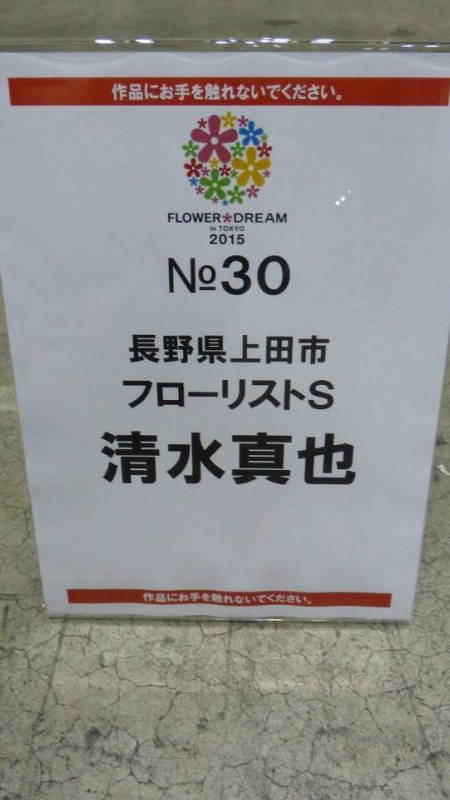 作品にお手を触れないでください。
FLOWER★DREAM
in TOKYO
2015
№30
長野県上田市
フローリストS
清水真也
作品にお手を触れないでください。